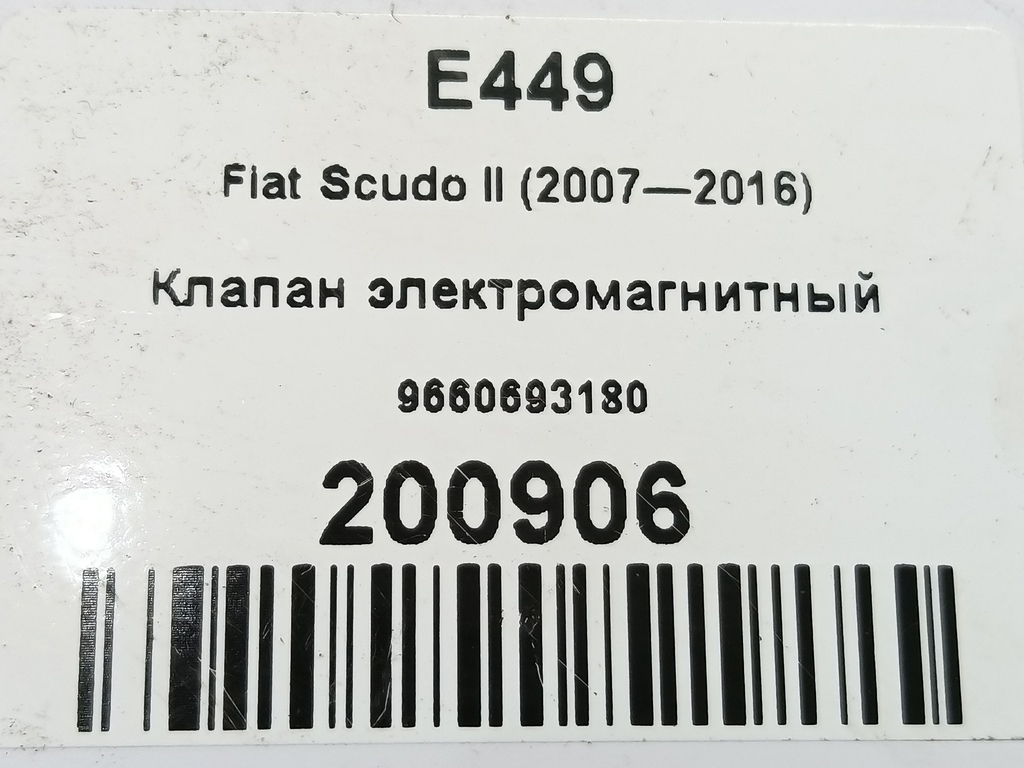 E449
Fiat Scudo II (2007—2016)
Клапан электромагнитный
9660693180
200906